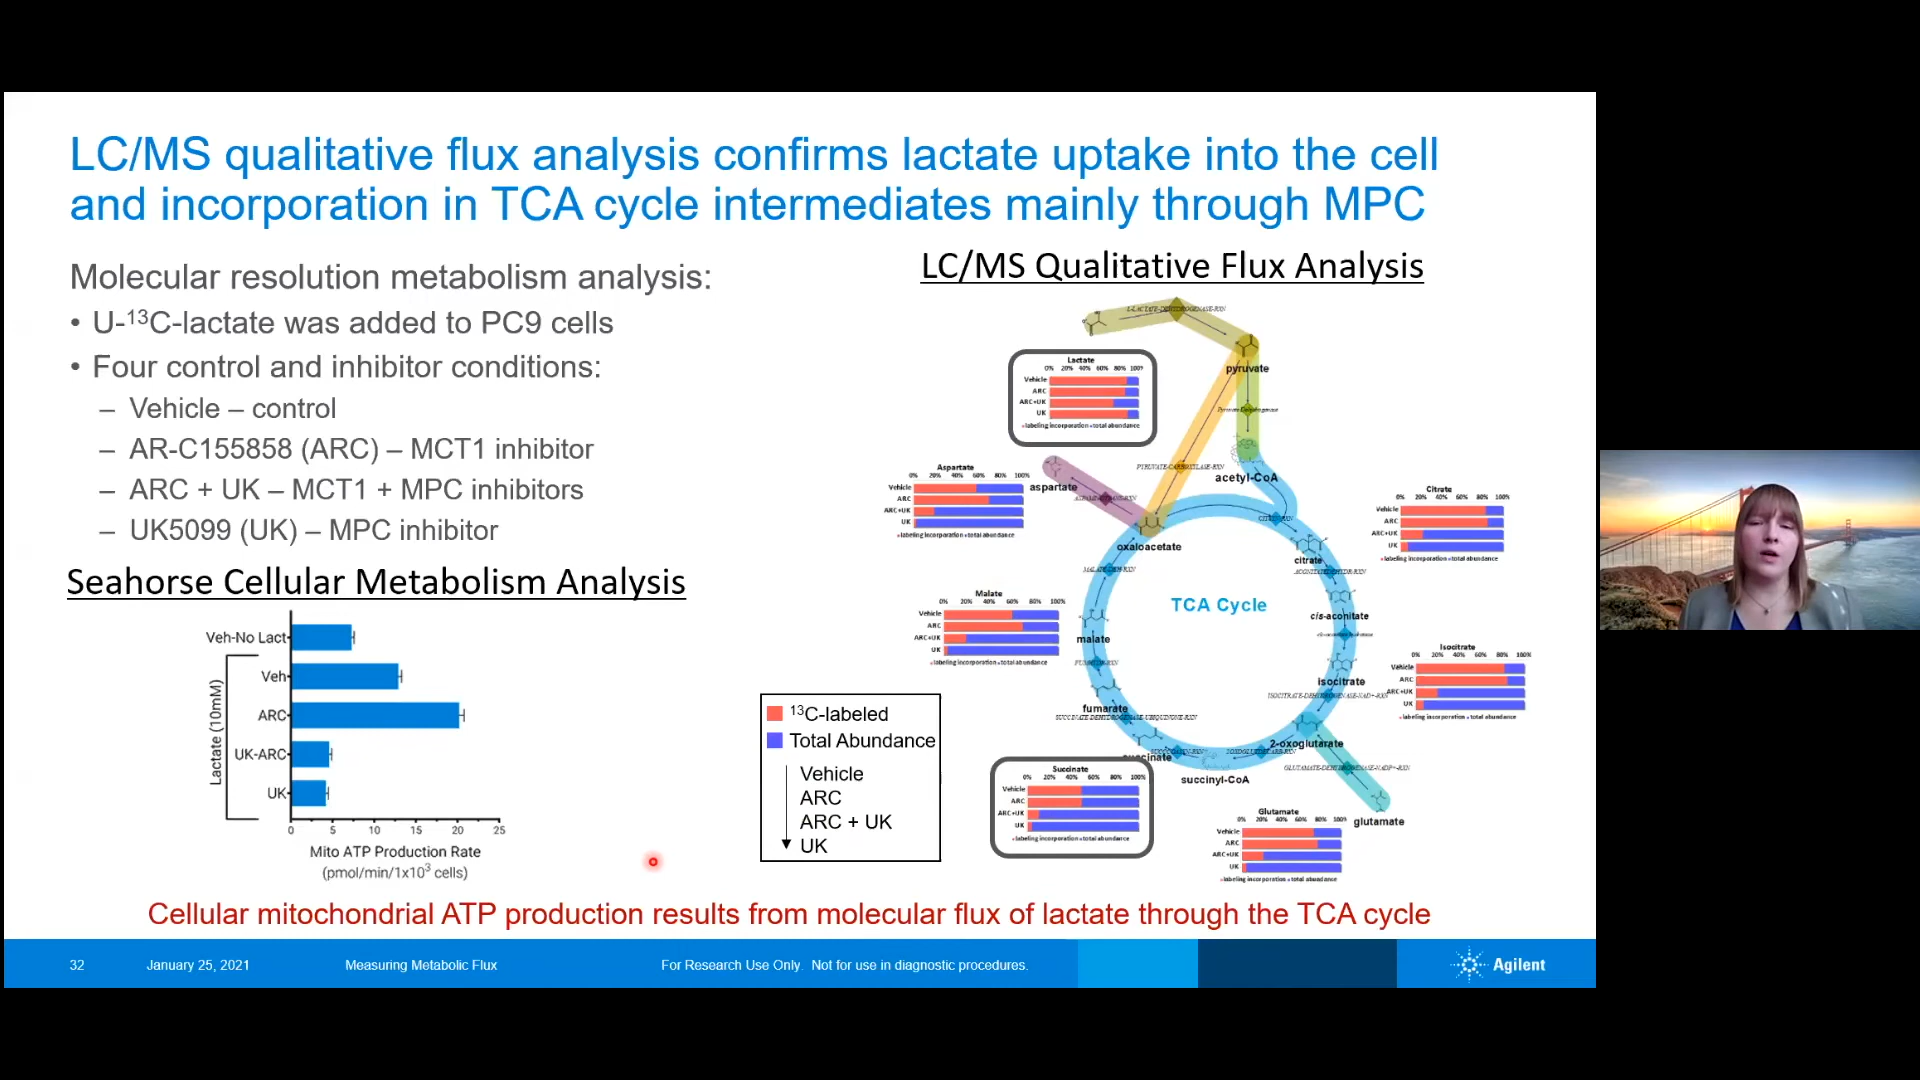 LC/MS qualitative flux analysis confirms lactate uptake into the cell
and incorporation in TCA cycle intermediates mainly through MPC
Molecular resolution metabolism analysis:
• U-¹³C-lactate was added to PC9 cells
• Four control and inhibitor conditions:
– Vehicle – control
– AR-C155858 (ARC) – MCT1 inhibitor
– ARC + UK – MCT1 + MPC inhibitors
– UK5099 (UK) – MPC inhibitor
Seahorse Cellular Metabolism Analysis
Veh-No Lact
Veh
ARC
UK-ARC
UK
Lactate (10mM)
0 5 10 15 20 25
Mito ATP Production Rate
(pmol/min/1x10³ cells)
LC/MS Qualitative Flux Analysis
L-LACTATE-DEHYDROGENASE-RXN
pyruvate
Lactate
0% 20% 40% 60% 80% 100%
Vehicle
ARC
ARC+UK
UK
labeling incorporation total abundance
PYRUVATE-CARBOXYLASE-RXN
acetyl-CoA
Aspartate
0% 20% 40% 60% 80% 100%
Vehicle
ARC
ARC+UK
UK
labeling incorporation total abundance
aspartate
oxaloacetate
Citrate
0% 20% 40% 60% 80% 100%
Vehicle
ARC
ARC+UK
UK
labeling incorporation total abundance
citrate
TCA Cycle
cis-aconitate
Malate
0% 20% 40% 60% 80% 100%
Vehicle
ARC
ARC+UK
UK
labeling incorporation total abundance
malate
Isocitrate
0% 20% 40% 60% 80% 100%
Vehicle
ARC
ARC+UK
UK
labeling incorporation total abundance
isocitrate
fumarate
2-oxoglutarate
succinyl-CoA
Succinate
0% 20% 40% 60% 80% 100%
Vehicle
ARC
ARC+UK
UK
labeling incorporation total abundance
Glutamate
0% 20% 40% 60% 80% 100%
Vehicle
ARC
ARC+UK
UK
labeling incorporation total abundance
glutamate
¹³C-labeled
Total Abundance
Vehicle
ARC
ARC + UK
UK
Cellular mitochondrial ATP production results from molecular flux of lactate through the TCA cycle
32 January 25, 2021 Measuring Metabolic Flux For Research Use Only. Not for use in diagnostic procedures. Agilent